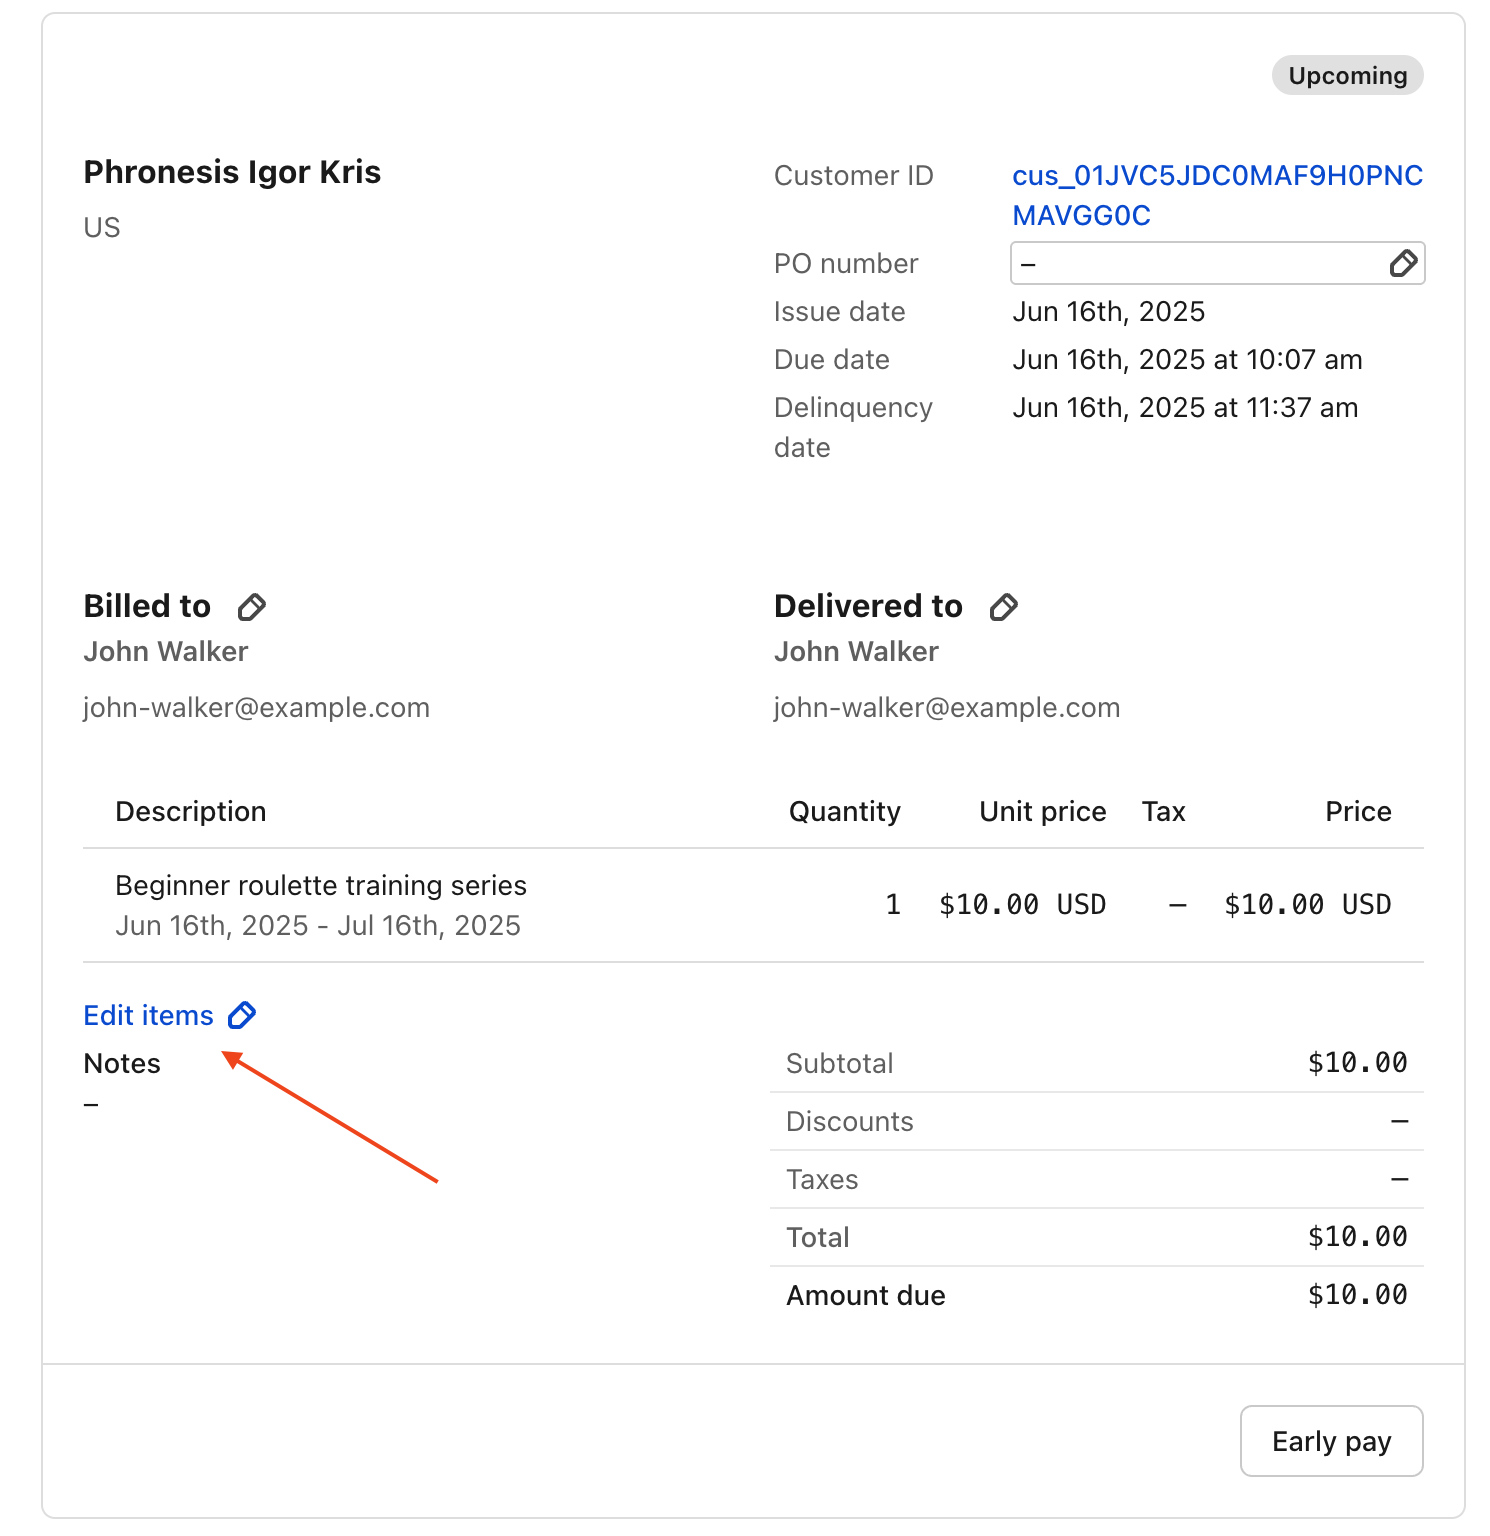 Upcoming
Phronesis Igor Kris
US
Customer ID cus_01JVC5JDC0MAF9H0PNC
MAVGG0C
PO number –
Issue date Jun 16th, 2025
Due date Jun 16th, 2025 at 10:07 am
Delinquency Jun 16th, 2025 at 11:37 am
date
Billed to
John Walker
john-walker@example.com
Delivered to
John Walker
john-walker@example.com
Description Quantity Unit price Tax Price
Beginner roulette training series 1 $10.00 USD – $10.00 USD
Jun 16th, 2025 - Jul 16th, 2025
Edit items
Notes
–
Subtotal $10.00
Discounts –
Taxes –
Total $10.00
Amount due $10.00
Early pay